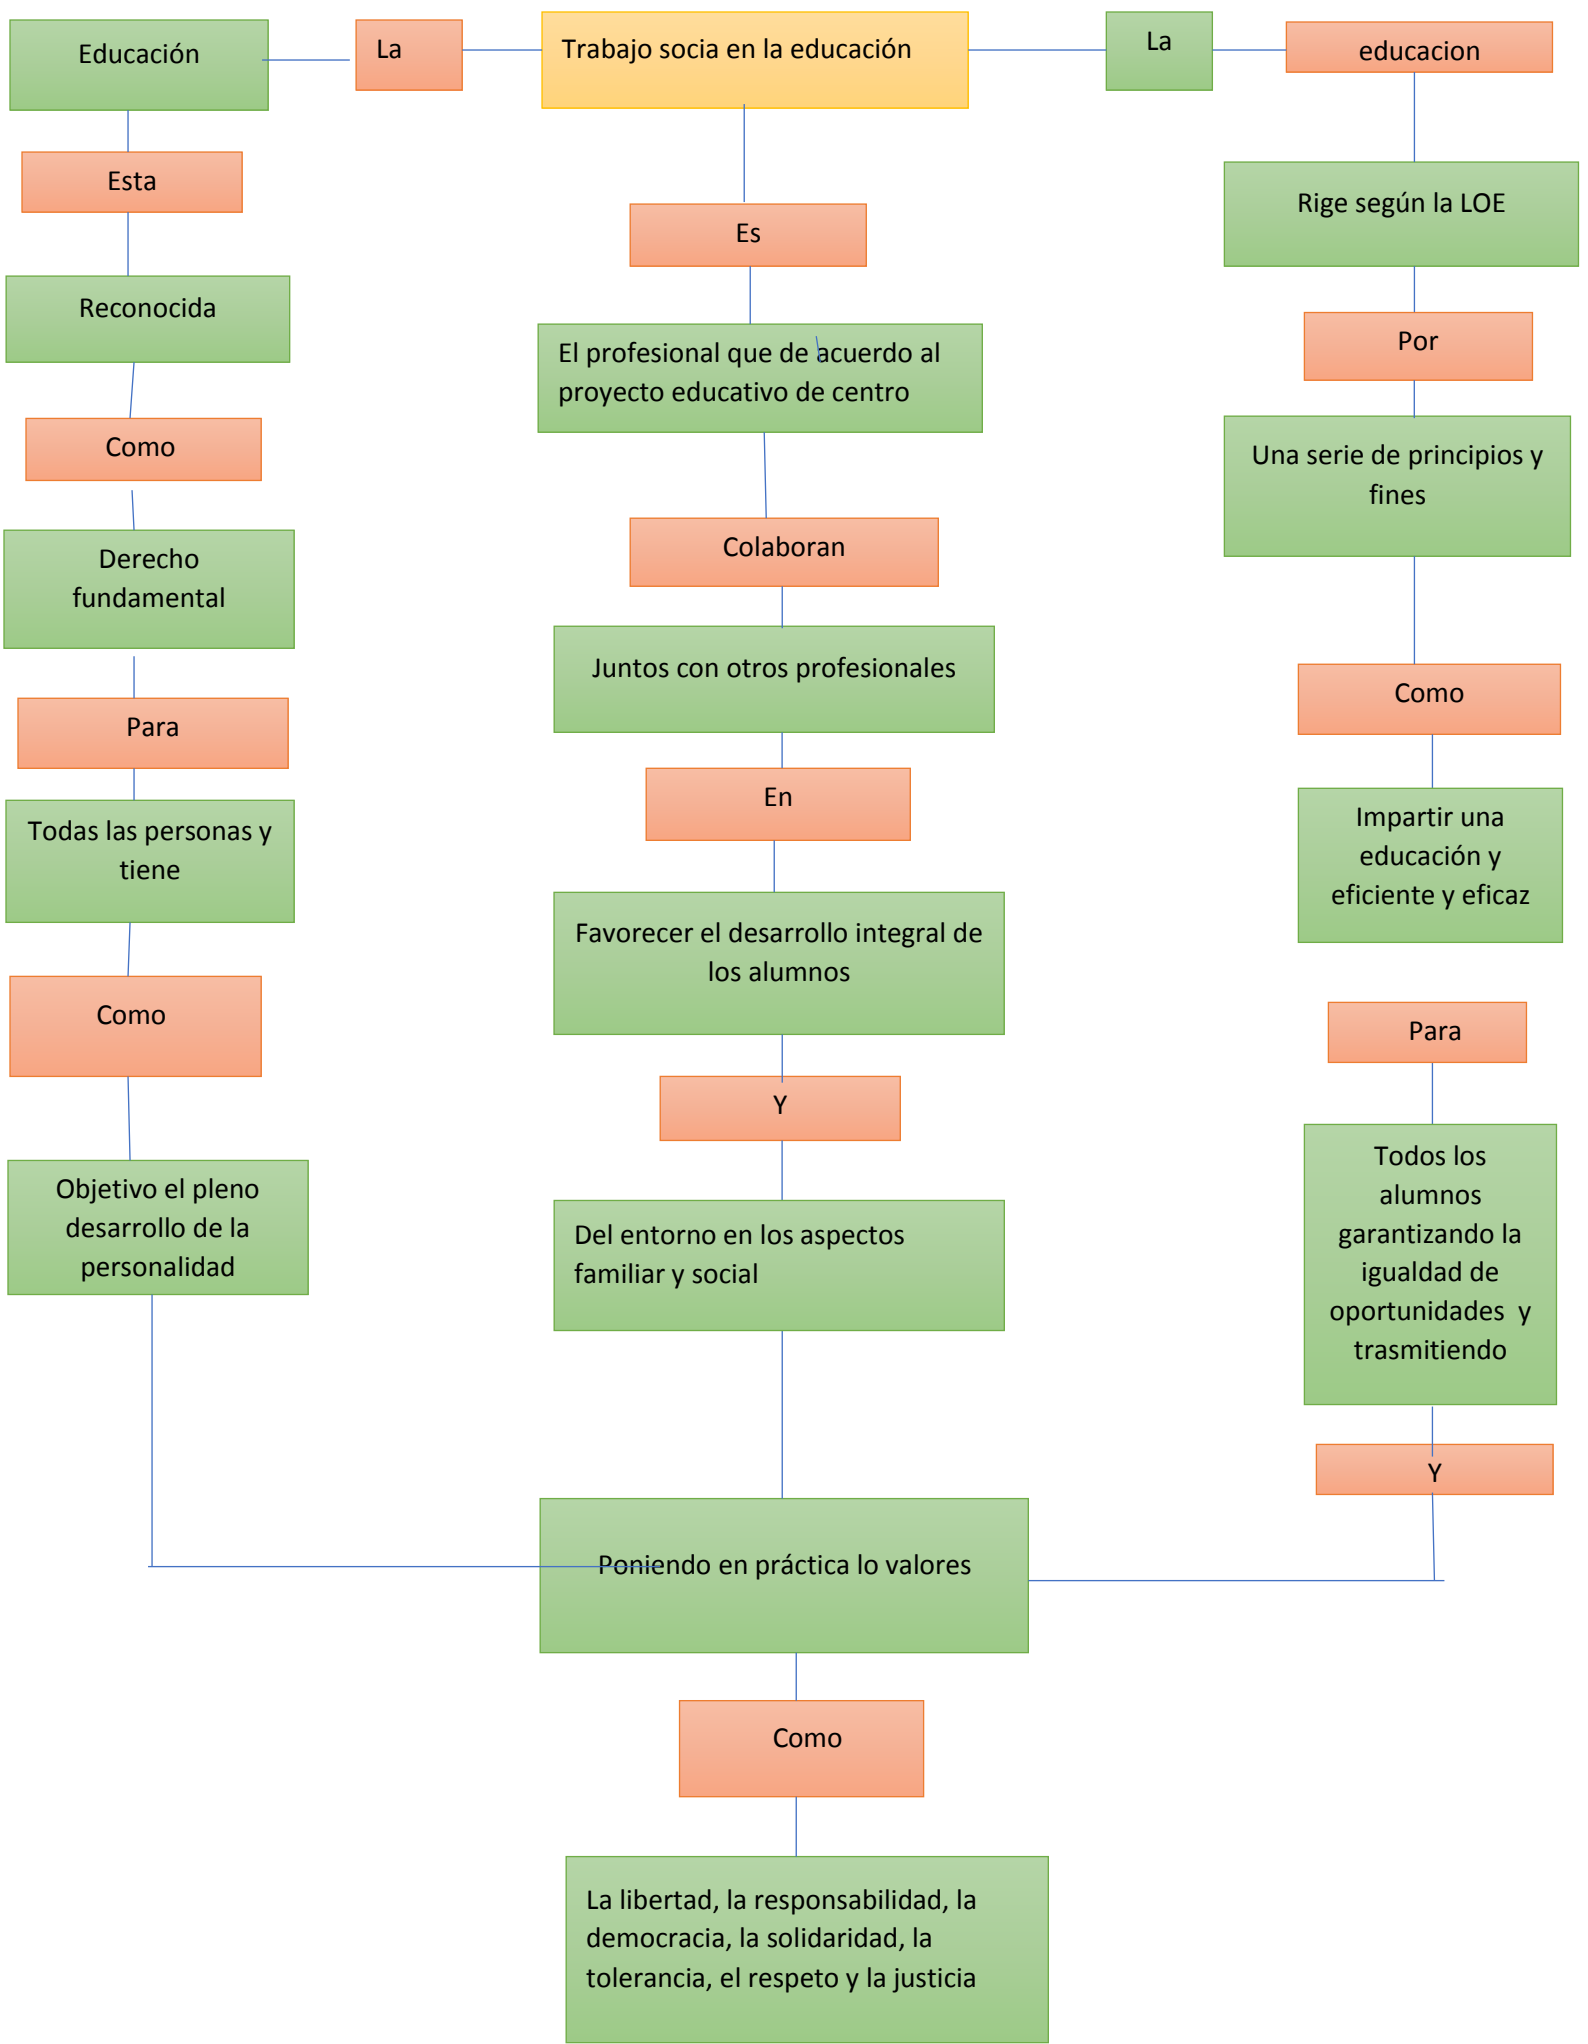 Educación
La
Trabajo socia en la educación
La
educacion
Esta
Reconocida
Como
Derecho
fundamental
Para
Todas las personas y
tiene
Como
Objetivo el pleno
desarrollo de la
personalidad
Es
El profesional que de acuerdo al
proyecto educativo de centro
Colaboran
Juntos con otros profesionales
En
Favorecer el desarrollo integral de
los alumnos
Y
Del entorno en los aspectos
familiar y social
Rige según la LOE
Por
Una serie de principios y
fines
Como
Impartir una
educación y
eficiente y eficaz
Para
Todos los
alumnos
garantizando la
igualdad de
oportunidades y
trasmitiendo
Y
Poniendo en práctica lo valores
Como
La libertad, la responsabilidad, la
democracia, la solidaridad, la
tolerancia, el respeto y la justicia